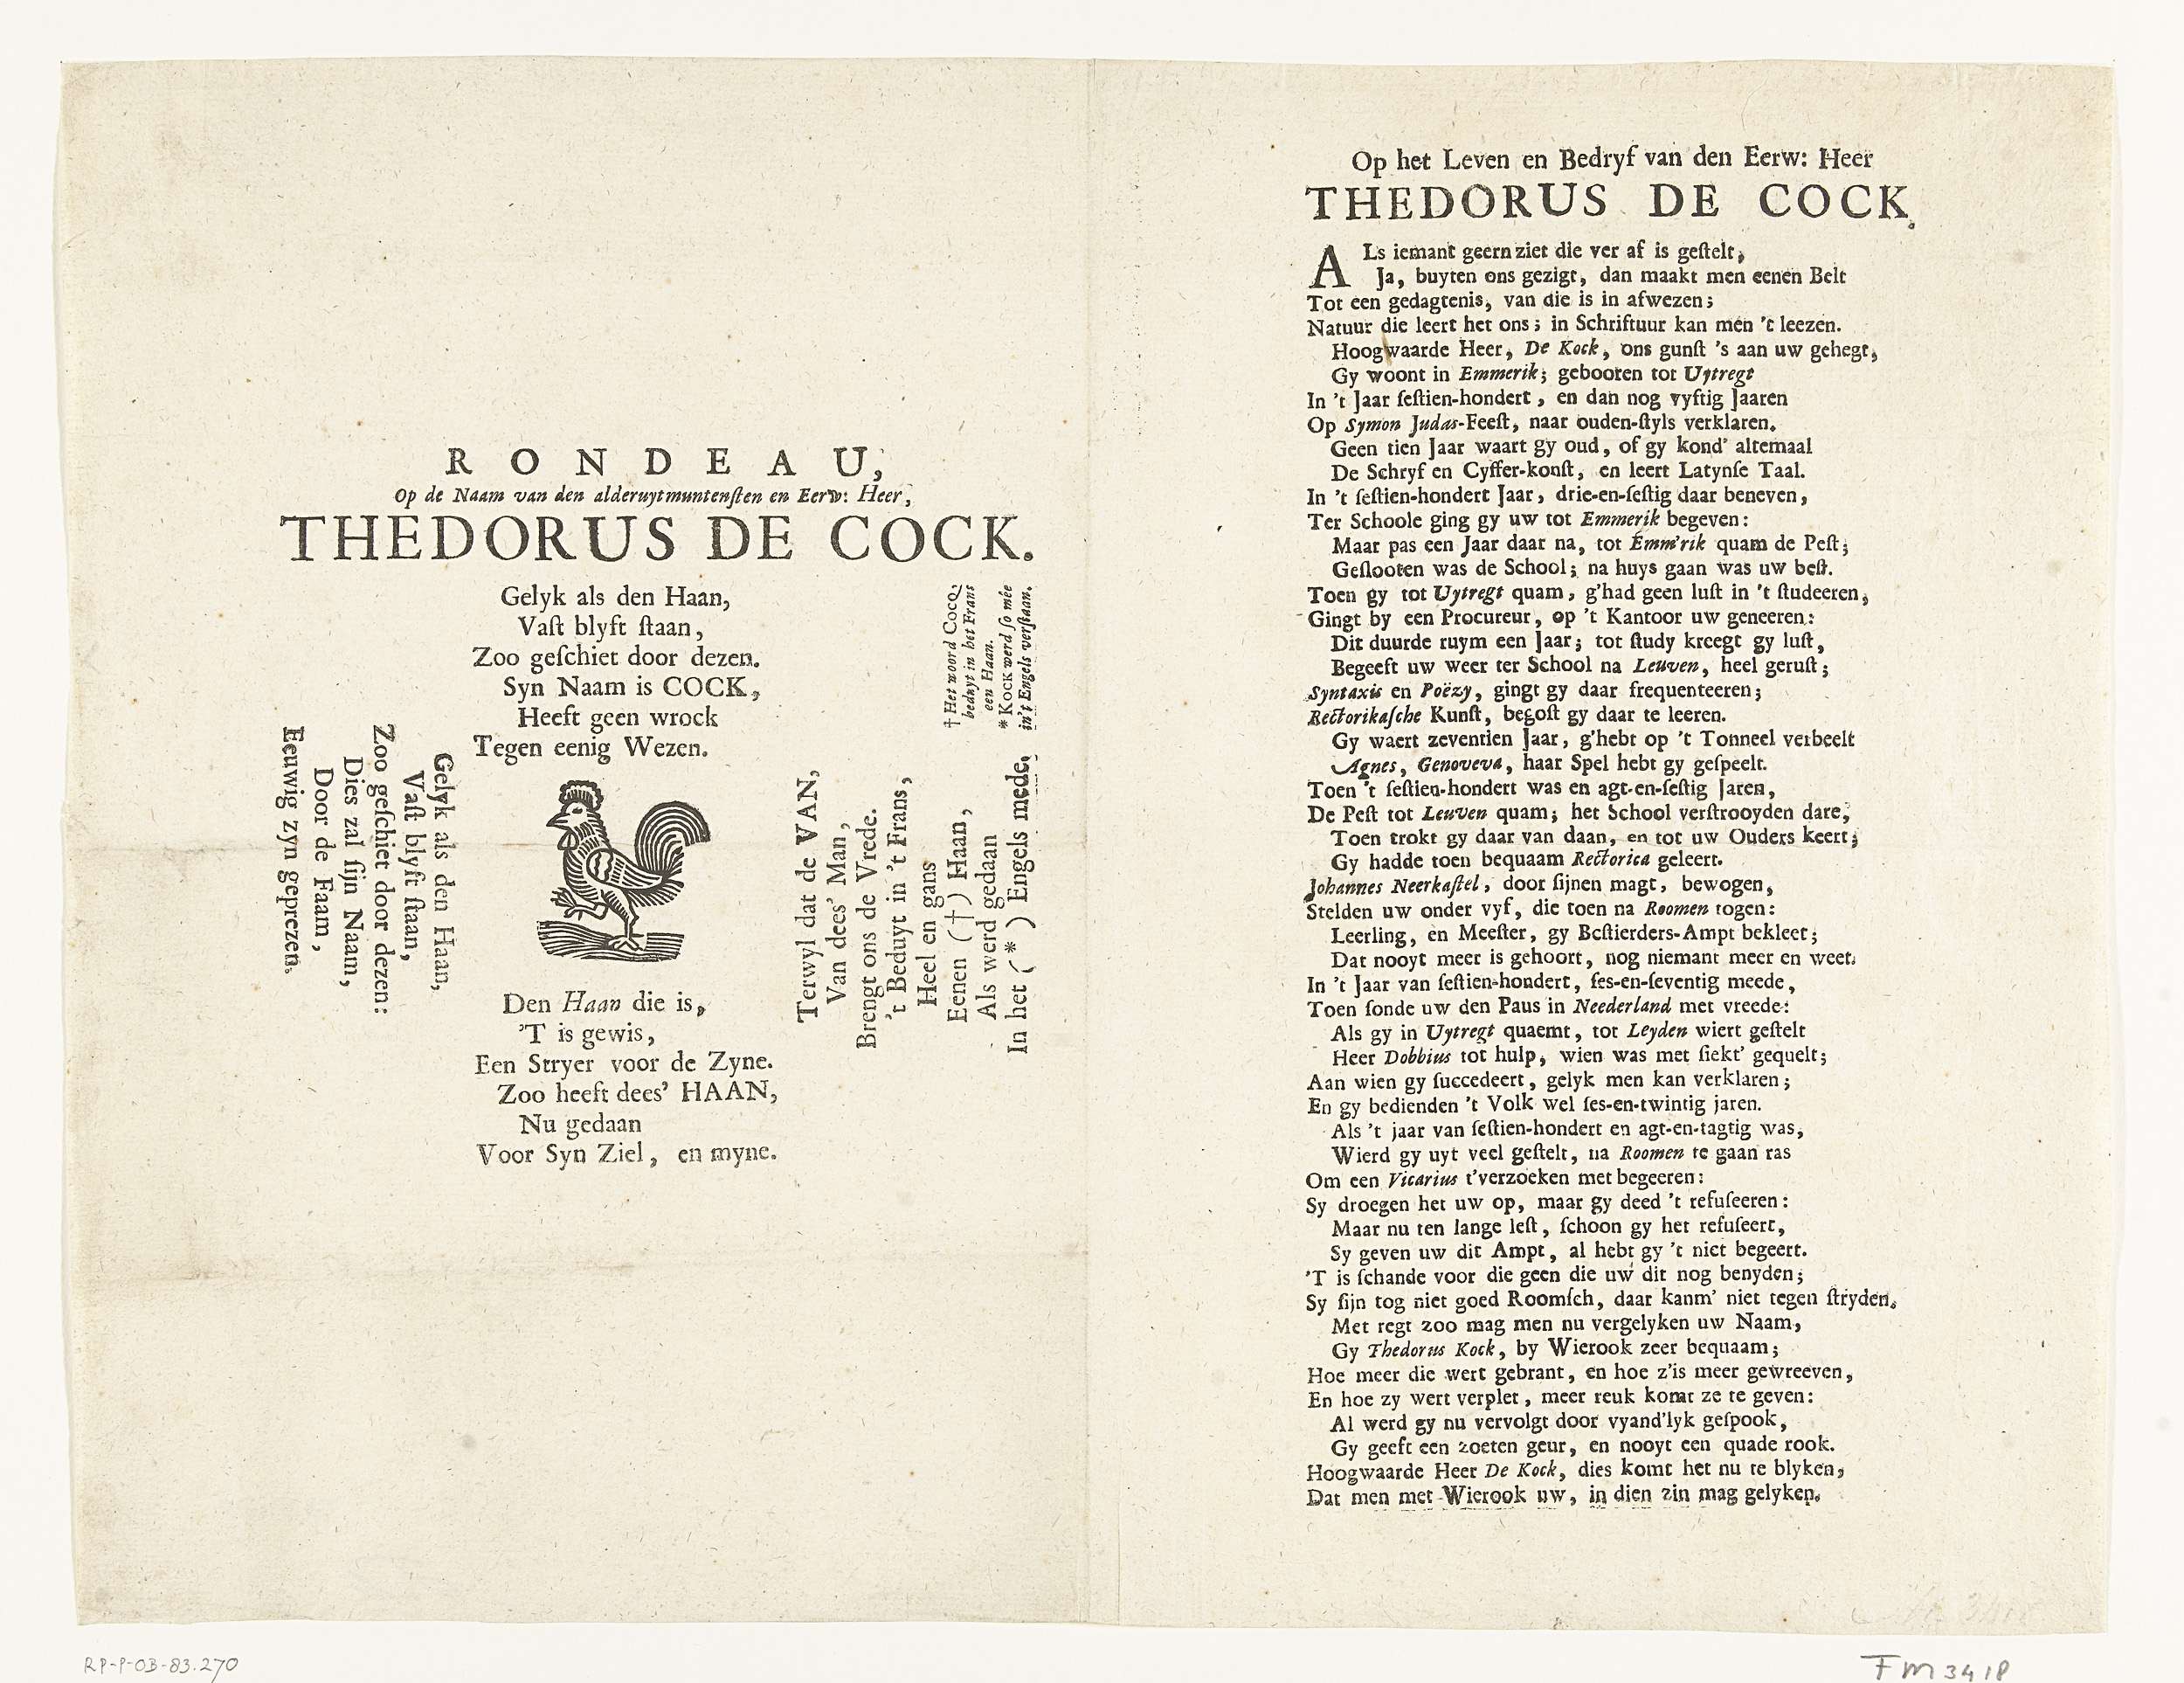 RONDEAU,
Op de Naam van den alderuytmuntenſten en Eerw: Heer,
THEDORUS DE COCK.
Gelyk als den Haan,
Vaſt blyft ſtaan,
Zoo geſchiet door dezen.
Syn Naam is COCK,
Heeft geen wrock
Tegen eenig Wezen.
Terwyl dat de VAN,
Van dees' Man,
Brengt ons de Vrede.
't Beduyt in 't Frans,
Heel en gans
Eenen (†) Haan,
Als werd gedaan
In het (*) Engels mede.
† Het woord Cocq,
beduyt in het Frans
een Haan.
* KOCK werd ſo mée
in't Engels verſtaan.
Den Haan die is,
'T is gewis,
Een Stryer voor de Zyne.
Zoo heeft dees' HAAN,
Nu gedaan
Voor Syn Ziel, en myne.
Gelyk als den Haan,
Vaſt blyft ſtaan,
Zoo geſchiet door dezen:
Dies zal ſijn Naam,
Door de Faam,
Eeuwig zyn geprezen.
Op het Leven en Bedryf van den Eerw: Heer
THEDORUS DE COCK.
ALs iemant geern ziet die ver af is geſtelt,
Ja, buyten ons gezigt, dan maakt men eenen Belt
Tot een gedagtenis, van die is in afwezen;
Natuur die leert het ons; in Schriftuur kan men 't leezen.
Hoogwaarde Heer, De Kock, ons gunſt 's aan uw gehegt,
Gy woont in Emmerik; gebooren tot Uytregt
In 't Jaar ſeſtien-hondert, en dan nog vyftig Jaaren
Op Symon Judas-Feeſt, naar ouden-ſtyls verklaren.
Geen tien Jaar waart gy oud, of gy kond' altemaal
De Schryf en Cyffer-konſt, en leert Latynſe Taal.
In 't ſeſtien-hondert Jaar, drie-en-ſeſtig daar beneven,
Ter Schoole ging gy uw tot Emmerik begeven:
Maar pas een Jaar daar na, tot Emm'rik quam de Peſt;
Geſlooten was de School; na huys gaan was uw beſt.
Toen gy tot Uytregt quam, g'had geen luſt in 't ſtudeeren,
Gingt by een Procureur, op 't Kantoor uw geneeren:
Dit duurde ruym een Jaar; tot ſtudy kreegt gy luſt,
Begeeft uw weer ter School na Leuven, heel geruſt;
Syntaxis en Poëzy, gingt gy daar frequenteeren;
Rectorikaſche Kunſt, begoſt gy daar te leeren.
Gy waert zeventien Jaar, g'hebt op 't Tonneel verbeelt
Agnes, Genoveva, haar Spel hebt gy geſpeelt.
Toen 't ſeſtien-hondert was en agt-en-ſeſtig Jaren,
De Peſt tot Leuven quam; het School verſtrooyden dare,
Toen trokt gy daar van daan, en tot uw Ouders keert;
Gy hadde toen bequaam Rectorica geleert.
Johannes Neerkaſtel, door ſijnen magt, bewogen,
Stelden uw onder vyf, die toen na Roomen togen:
Leerling, en Meeſter, gy Beſtierders-Ampt bekleet;
Dat nooyt meer is gehoort, nog niemant meer en weet.
In 't Jaar van ſeſtien-hondert, ſes-en-ſeventig meede,
Toen ſonde uw den Paus in Neederland met vreede:
Als gy in Uytregt quaemt, tot Leyden wiert geſtelt
Heer Dobbius tot hulp, wien was met ſiekt' gequelt;
Aan wien gy ſuccedeert, gelyk men kan verklaren;
En gy bedienden 't Volk wel ſes-en-twintig jaren.
Als 't jaar van ſeſtien-hondert en agt-en-tagtig was,
Wierd gy uyt veel geſtelt, na Roomen te gaan ras
Om een Vicarius t'verzoeken met begeeren:
Sy droegen het uw op, maar gy deed 't refuſeeren:
Maar nu ten lange leſt, ſchoon gy het refuſeert,
Sy geven uw dit Ampt, al hebt gy 't niet begeert.
'T is ſchande voor die geen die uw dit nog benyden;
Sy ſijn tog niet goed Roomſch, daar kanm' niet tegen ſtryden.
Met regt zoo mag men nu vergelyken uw Naam,
Gy Thedorus Kock, by Wierook zeer bequaam;
Hoe meer die wert gebrant, en hoe z'is meer gewreeven,
En hoe zy wert verplet, meer reuk komt ze te geven:
Al werd gy nu vervolgt door vyand'lyk geſpook,
Gy geeft een zoeten geur, en nooyt een quade rook.
Hoogwaarde Heer De Kock, dies komt het nu te blyken,
Dat men met Wierook uw, in dien zin mag gelyken.
RP-P-OB-83.270
FM 3418